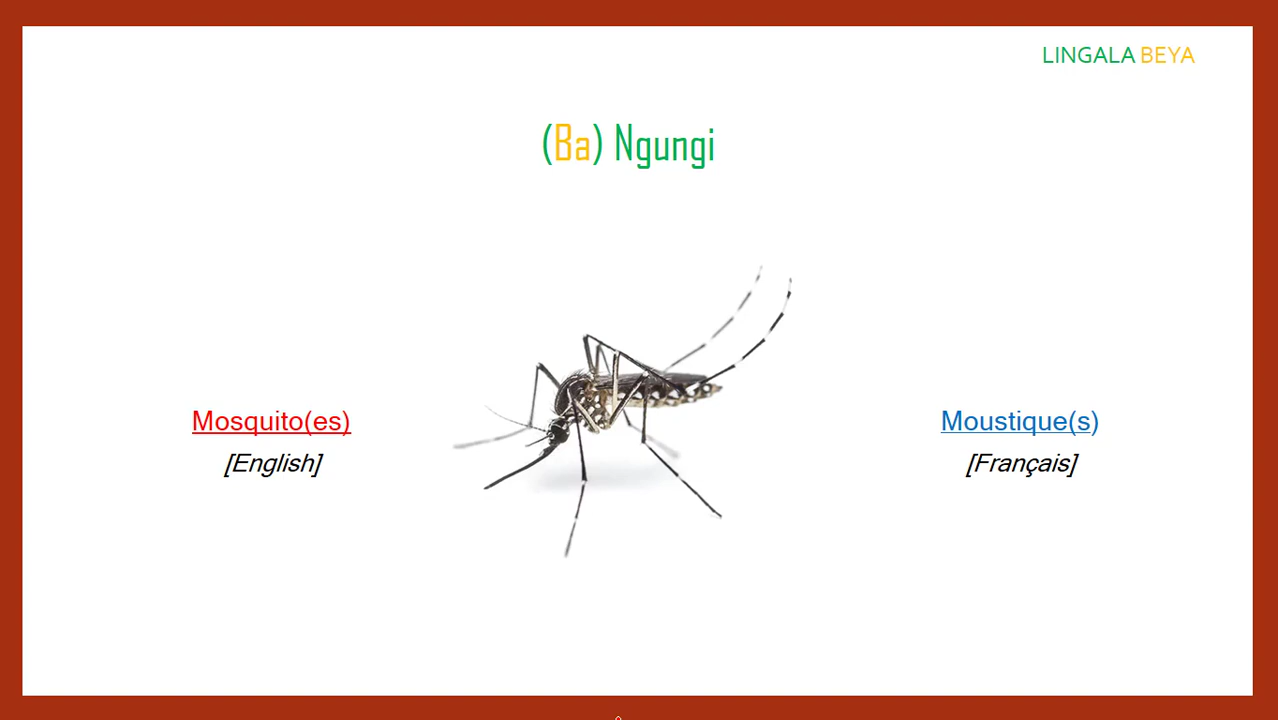 LINGALA BEYA
(Ba) Ngungi
Mosquito(es)
[English]
Moustique(s)
[Français]